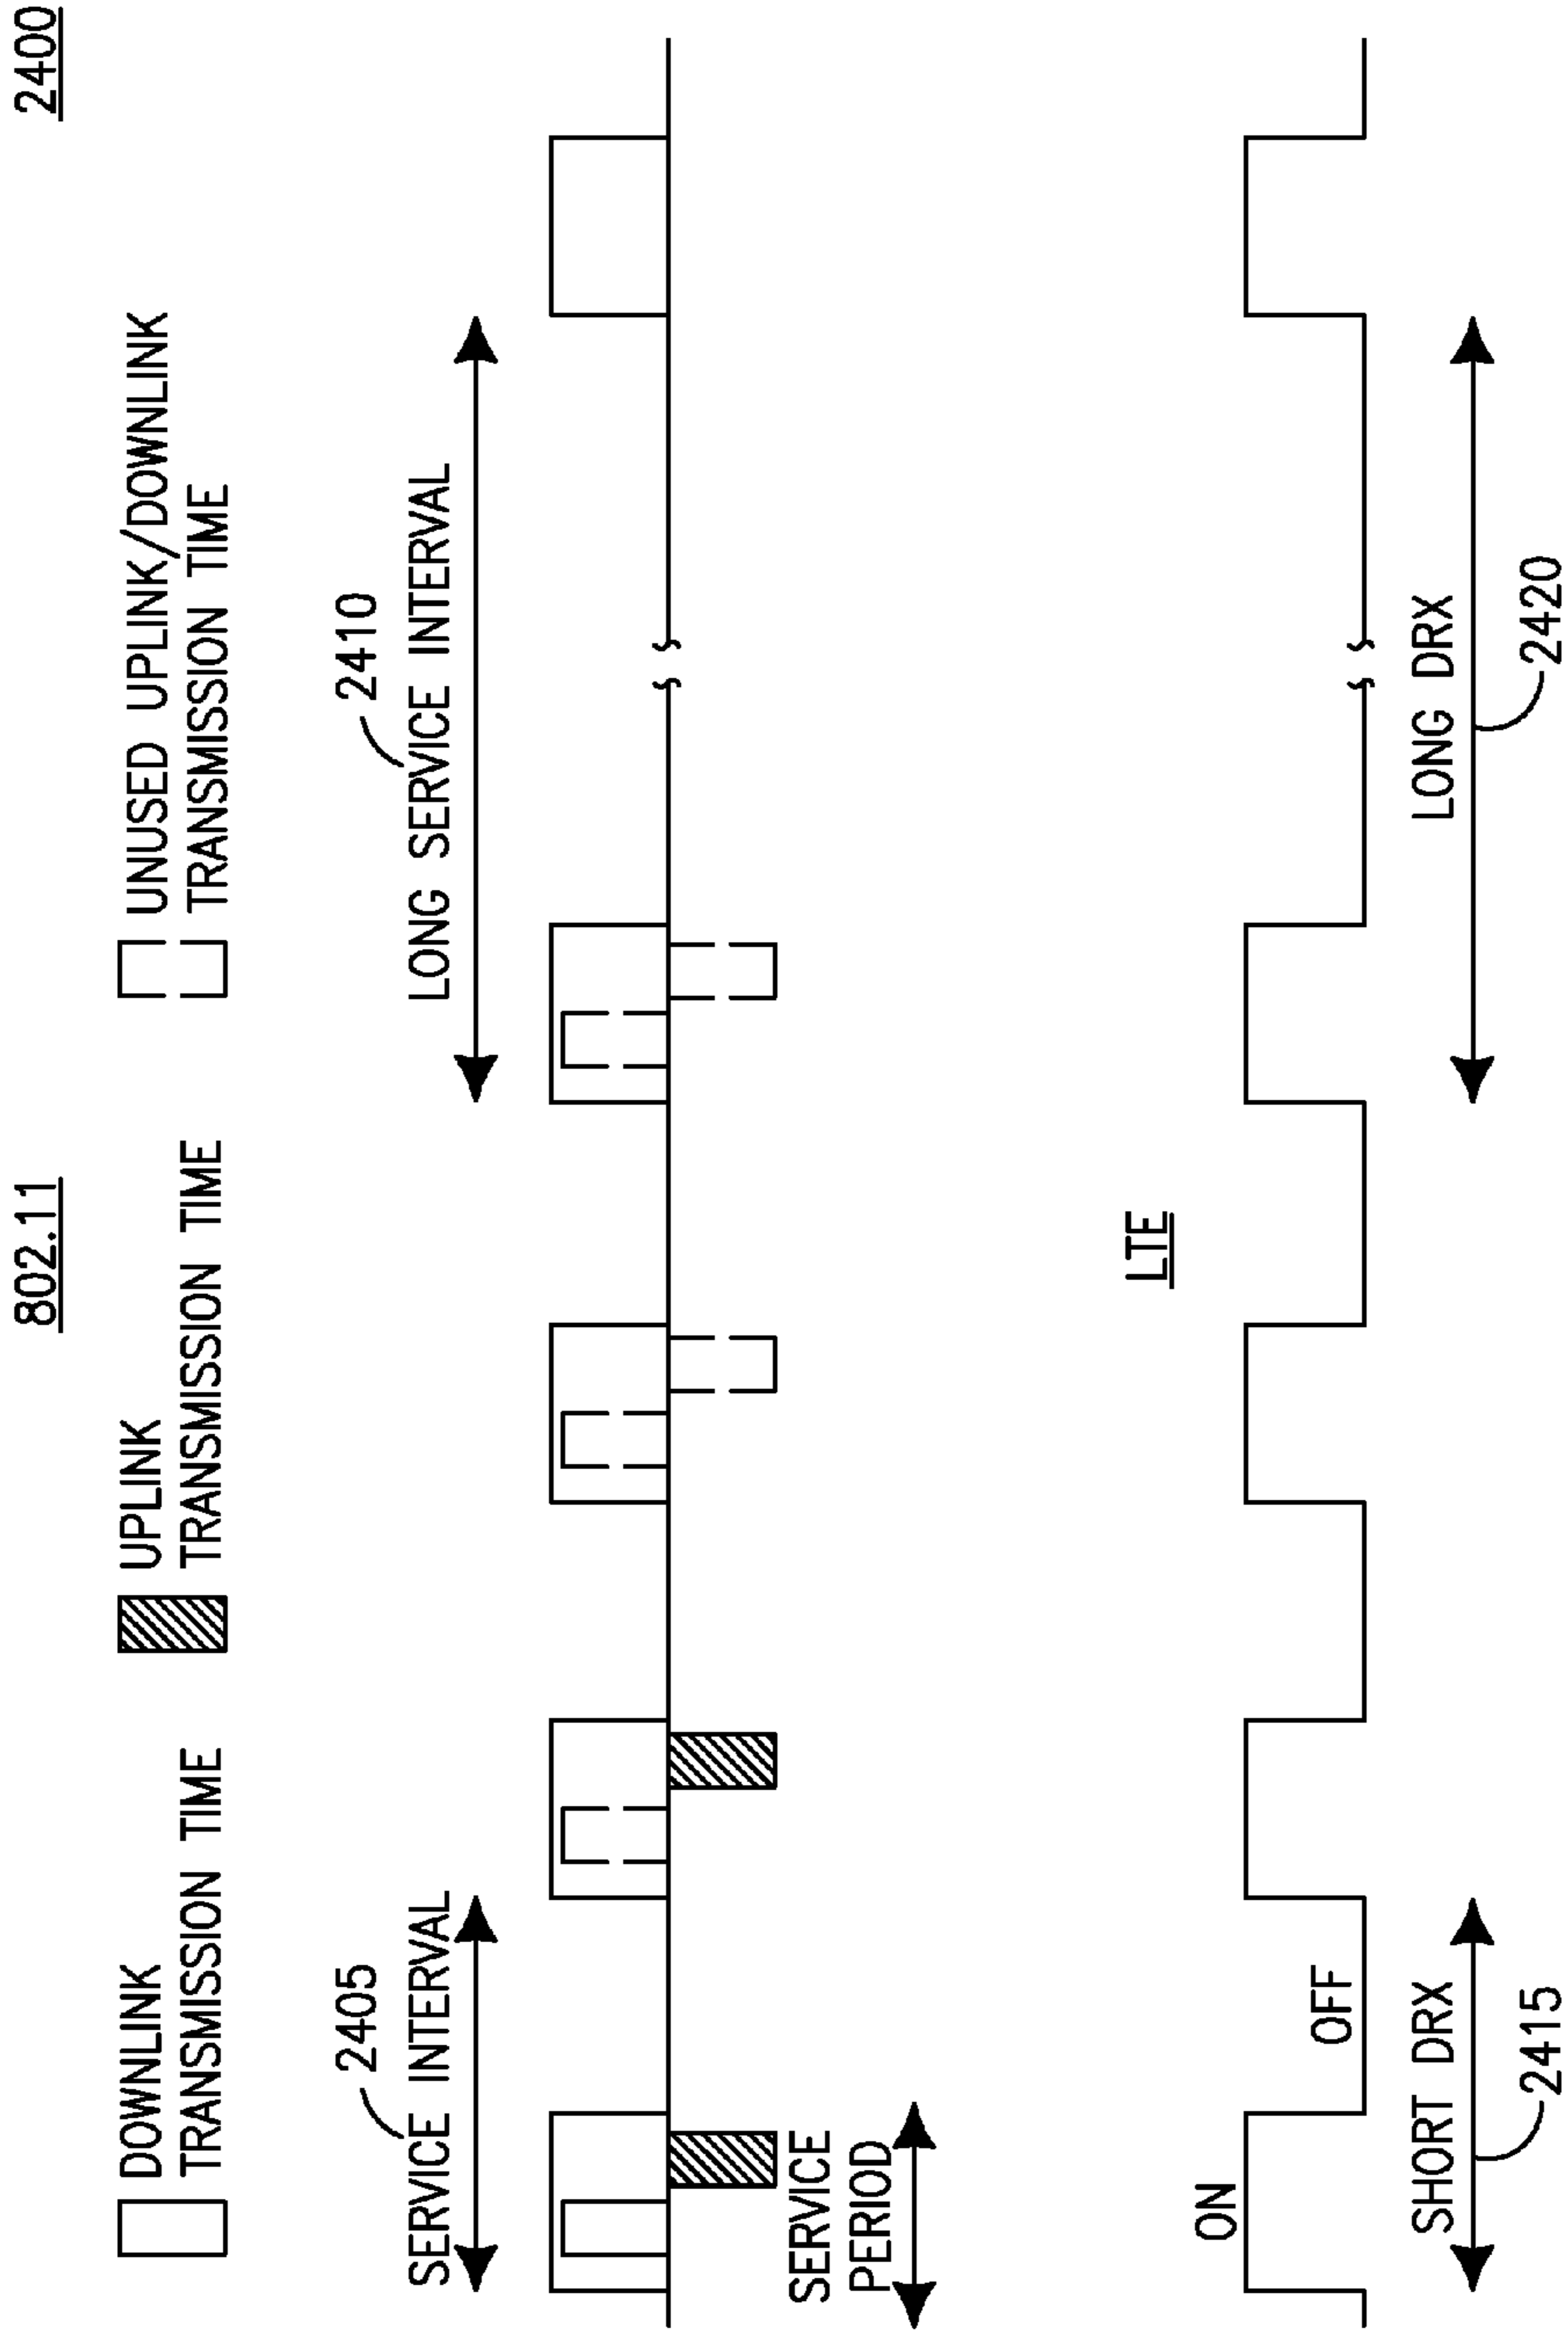 2400
802.11
DOWNLINK
TRANSMISSION TIME
UPLINK
TRANSMISSION TIME
UNUSED UPLINK/DOWNLINK
TRANSMISSION TIME
2405
SERVICE INTERVAL
2410
LONG SERVICE INTERVAL
SERVICE
PERIOD
LTE
ON
OFF
SHORT DRX
2415
LONG DRX
2420